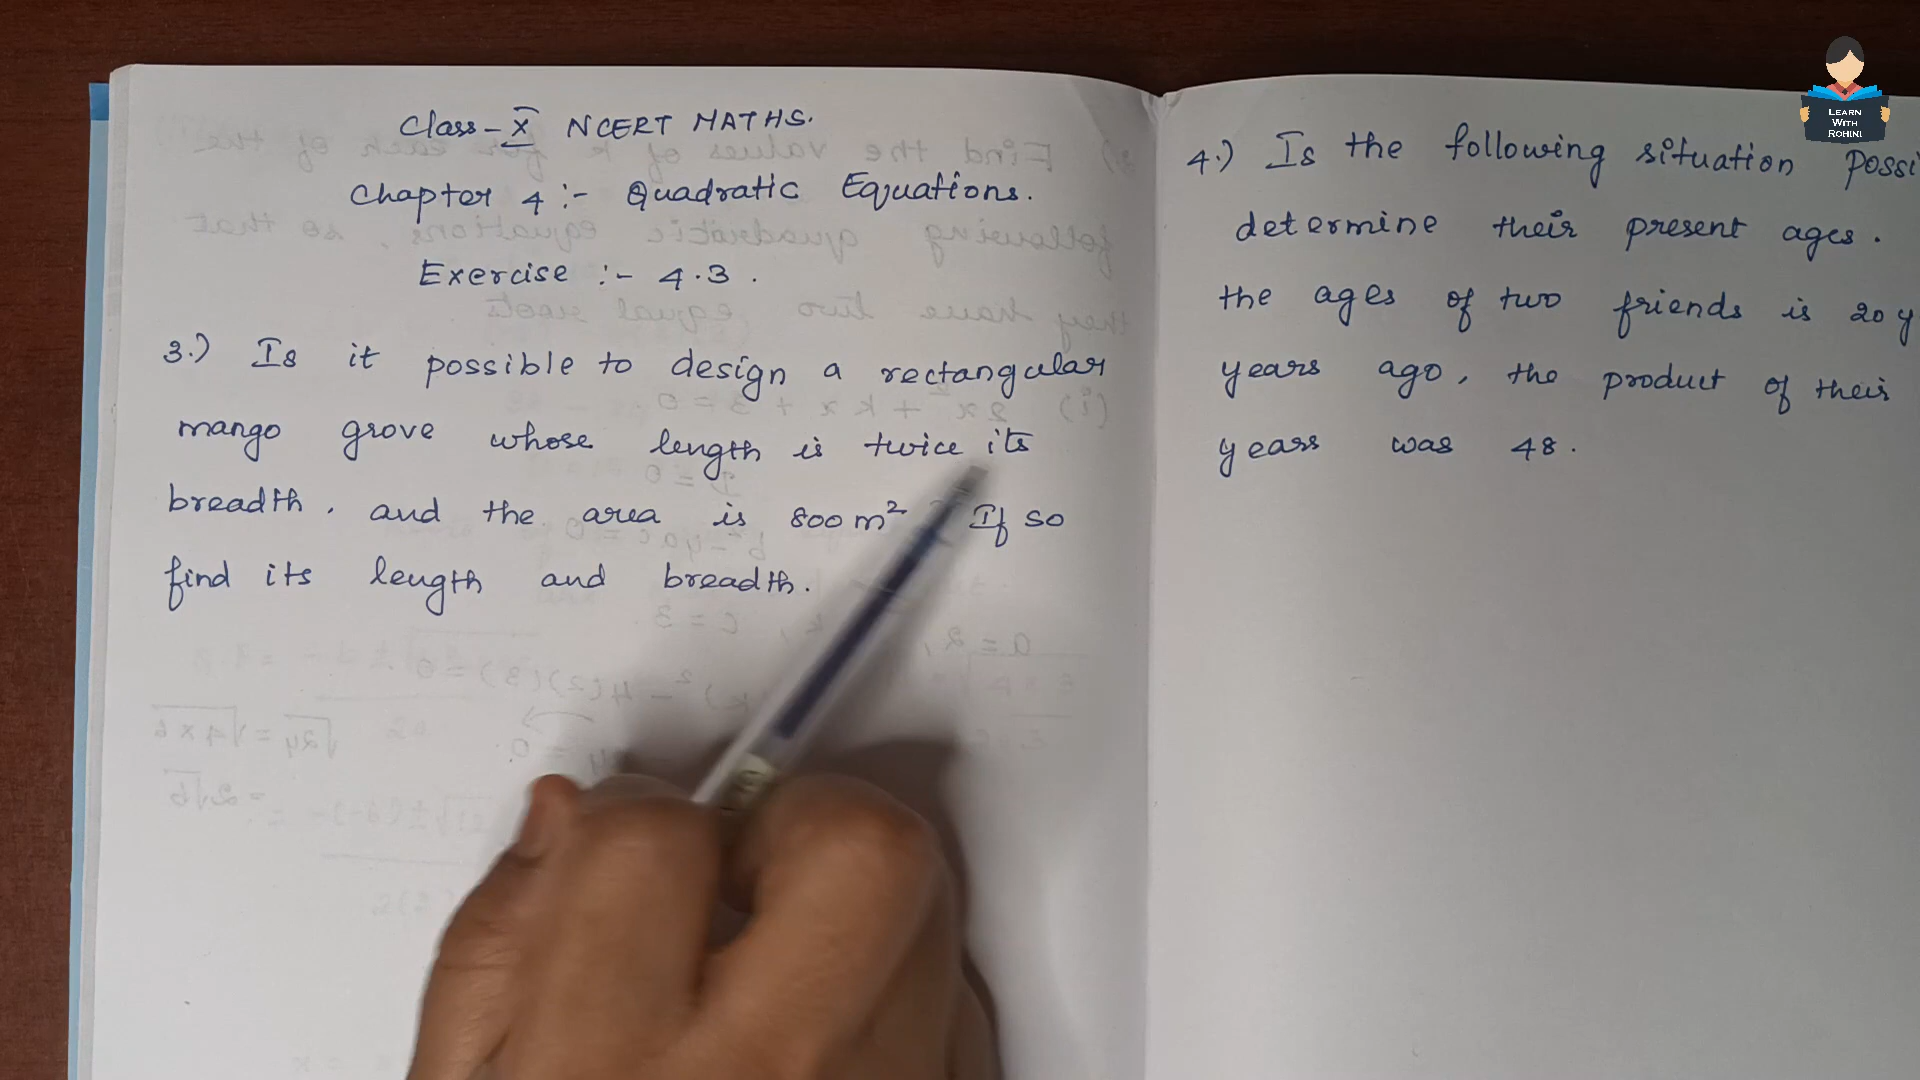 Class-X NCERT MATHS.
Chapter 4 :- Quadratic Equations.
Exercise :- 4.3.
3.) Is it possible to design a rectangular
mango grove whose length is twice its
breadth, and the area is 800 m² ? If so
find its length and breadth.
4.) Is the following situation possi
determine their present ages.
the ages of two friends is 20 y
years ago, the product of their
years was 48.
LEARN
WITH
ROHINI